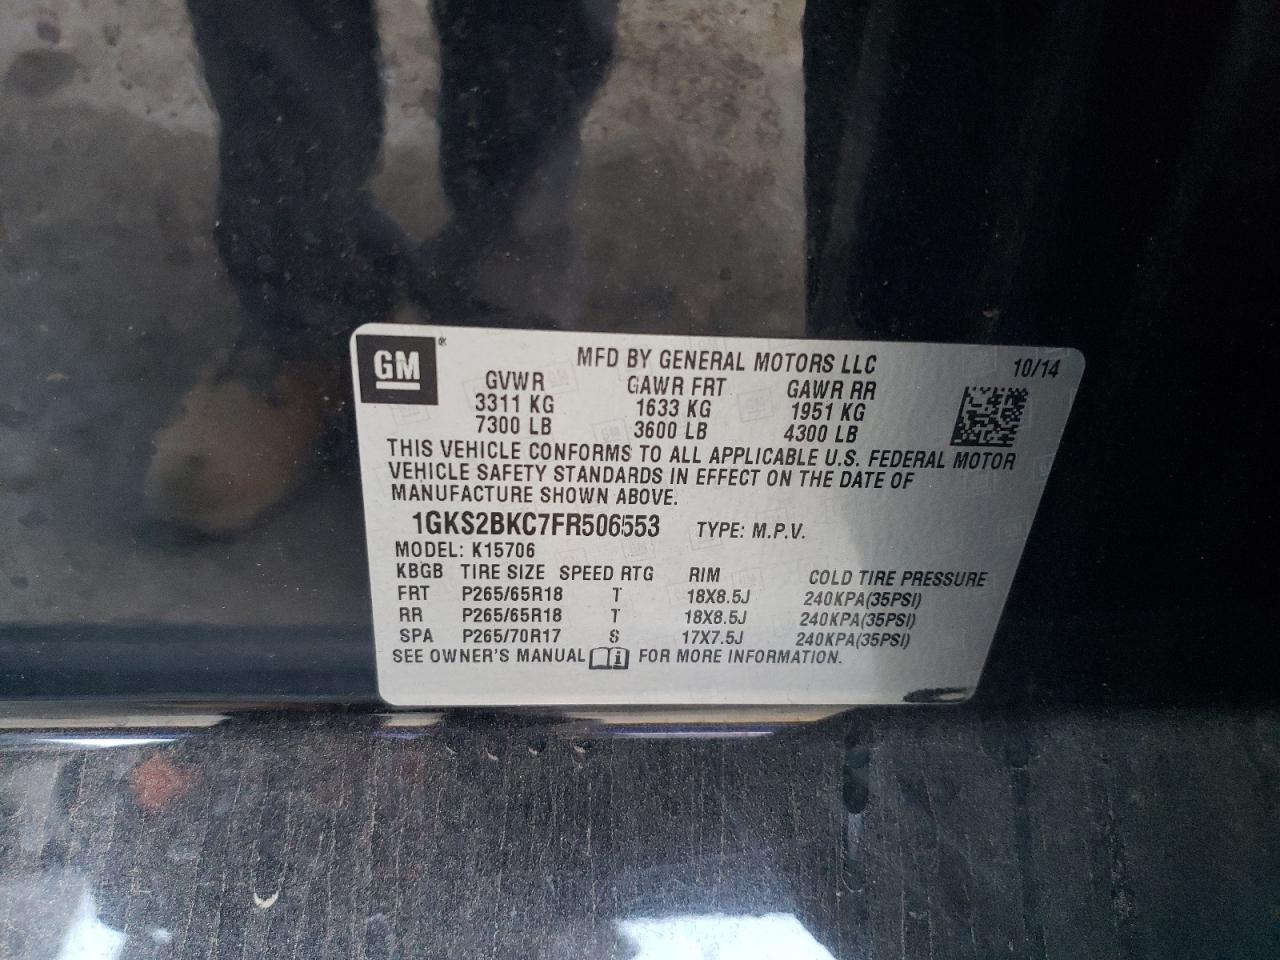 GM ®
MFD BY GENERAL MOTORS LLC 10/14
GVWR GAWR FRT GAWR RR
3311 KG 1633 KG 1951 KG
7300 LB 3600 LB 4300 LB
THIS VEHICLE CONFORMS TO ALL APPLICABLE U.S. FEDERAL MOTOR
VEHICLE SAFETY STANDARDS IN EFFECT ON THE DATE OF
MANUFACTURE SHOWN ABOVE.
1GKS2BKC7FR506553 TYPE: M.P.V.
MODEL: K15706
KBGB TIRE SIZE SPEED RTG RIM COLD TIRE PRESSURE
FRT P265/65R18 T 18X8.5J 240KPA(35PSI)
RR P265/65R18 T 18X8.5J 240KPA(35PSI)
SPA P265/70R17 S 17X7.5J 240KPA(35PSI)
SEE OWNER'S MANUAL i FOR MORE INFORMATION.